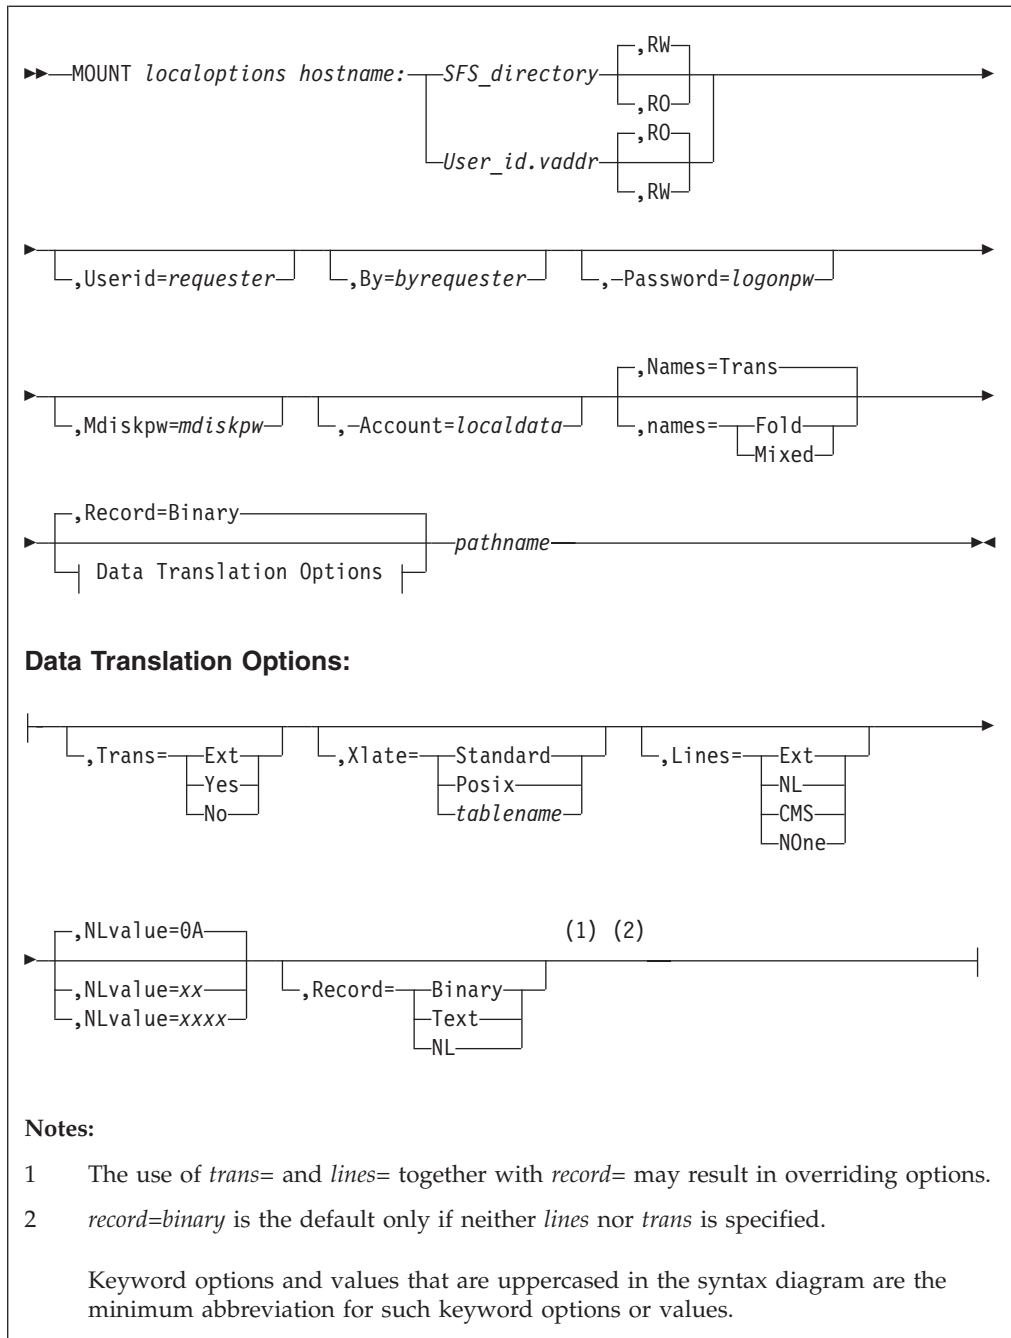 ,RW
MOUNT localoptions hostname: SFS_directory
,RO
,RO
User_id.vaddr
,RW
,Userid=requester ,By=byrequester ,–Password=logonpw
,Names=Trans
,Mdiskpw=mdiskpw ,–Account=localdata ,names= Fold
Mixed
,Record=Binary
pathname
Data Translation Options
Data Translation Options:
,Trans= Ext ,Xlate= Standard ,Lines= Ext
Yes Posix NL
No tablename CMS
NOne
,NLvalue=0A (1) (2)
,NLvalue=xx ,Record= Binary
,NLvalue=xxxx Text
NL
Notes:
1 The use of trans= and lines= together with record= may result in overriding options.
2 record=binary is the default only if neither lines nor trans is specified.
Keyword options and values that are uppercased in the syntax diagram are the
minimum abbreviation for such keyword options or values.